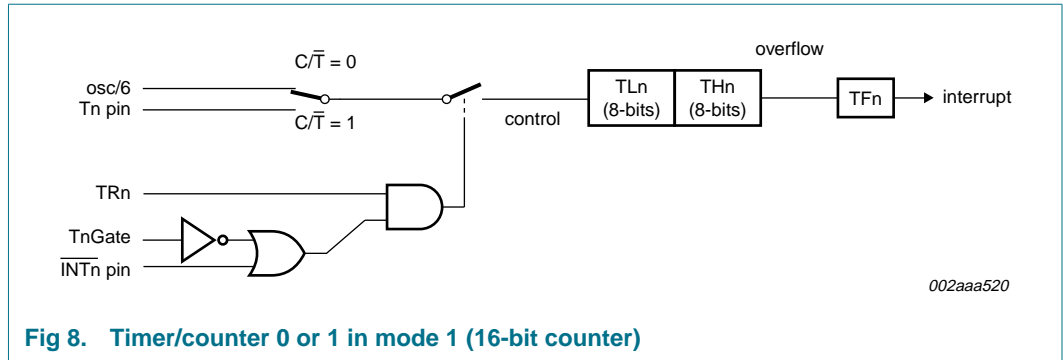 overflow
C/T̅ = 0
osc/6
Tn pin
C/T̅ = 1
control
TLn
(8-bits)
THn
(8-bits)
TFn
interrupt
TRn
TnGate
I̅N̅T̅n̅ pin
002aaa520
Fig 8. Timer/counter 0 or 1 in mode 1 (16-bit counter)